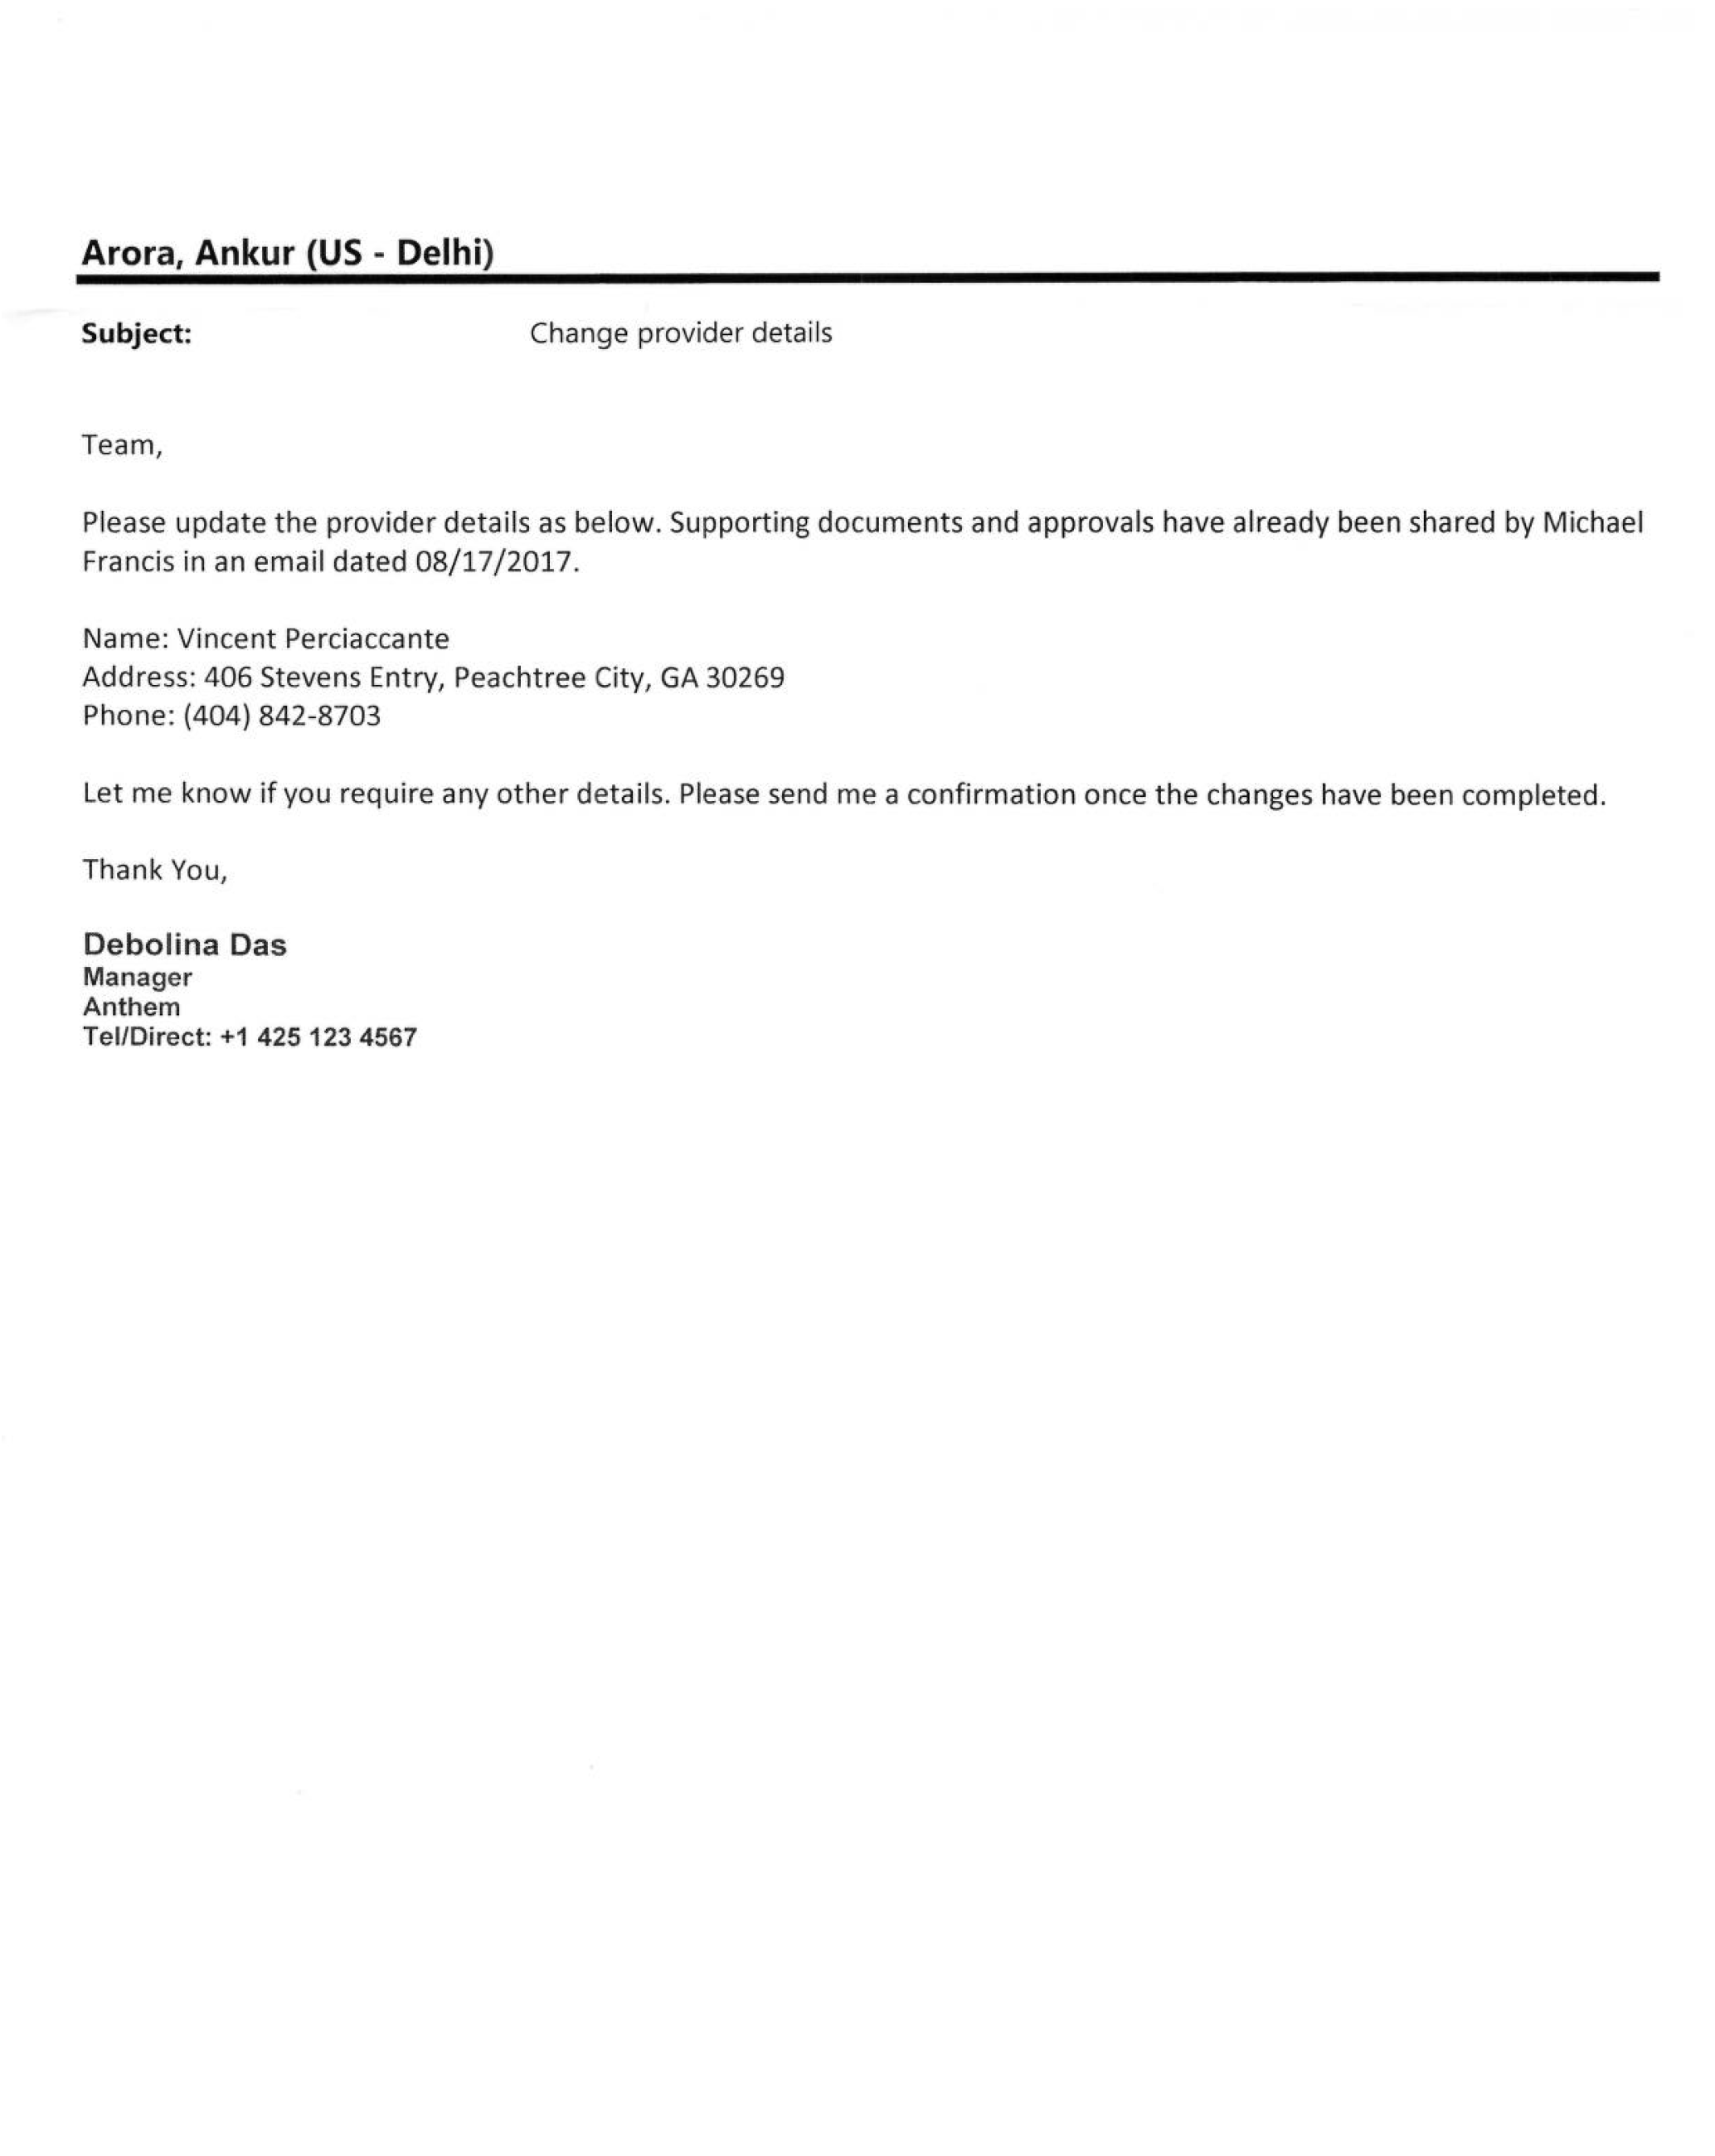 Arora, Ankur (US - Delhi)
Subject: Change provider details
Team,
Please update the provider details as below. Supporting documents and approvals have already been shared by Michael
Francis in an email dated 08/17/2017.
Name: Vincent Perciaccante
Address: 406 Stevens Entry, Peachtree City, GA 30269
Phone: (404) 842-8703
Let me know if you require any other details. Please send me a confirmation once the changes have been completed.
Thank You,
Debolina Das
Manager
Anthem
Tel/Direct: +1 425 123 4567